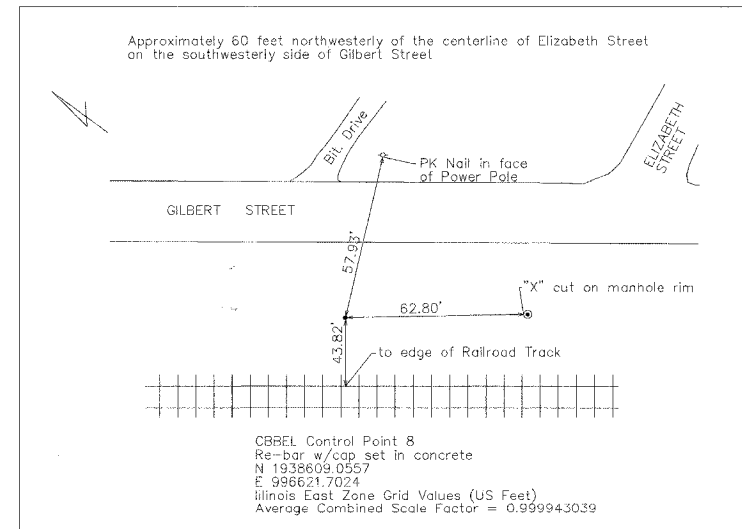 Approximately 60 feet northwesterly of the centerline of Elizabeth Street
on the southwesterly side of Gilbert Street
Bit. Drive
ELIZABETH
STREET
PK Nail in face
of Power Pole
GILBERT STREET
57.93'
"X" cut on manhole rim
62.80'
43.82'
to edge of Railroad Track
CBBEL Control Point 8
Re-bar w/cap set in concrete
N 1938609.0557
E 996621.7024
Illinois East Zone Grid Values (US Feet)
Average Combined Scale Factor = 0.999943039